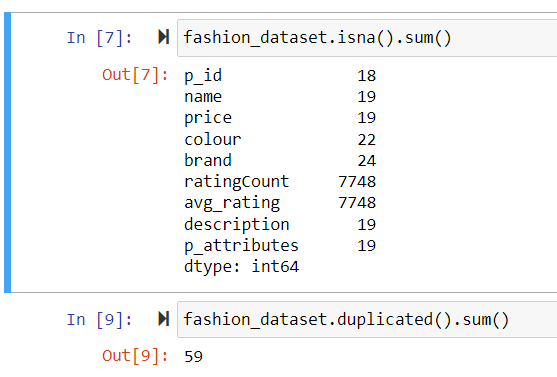 In [7]: fashion_dataset.isna().sum()
Out[7]: p_id 18
name 19
price 19
colour 22
brand 24
ratingCount 7748
avg_rating 7748
description 19
p_attributes 19
dtype: int64
In [9]: fashion_dataset.duplicated().sum()
Out[9]: 59